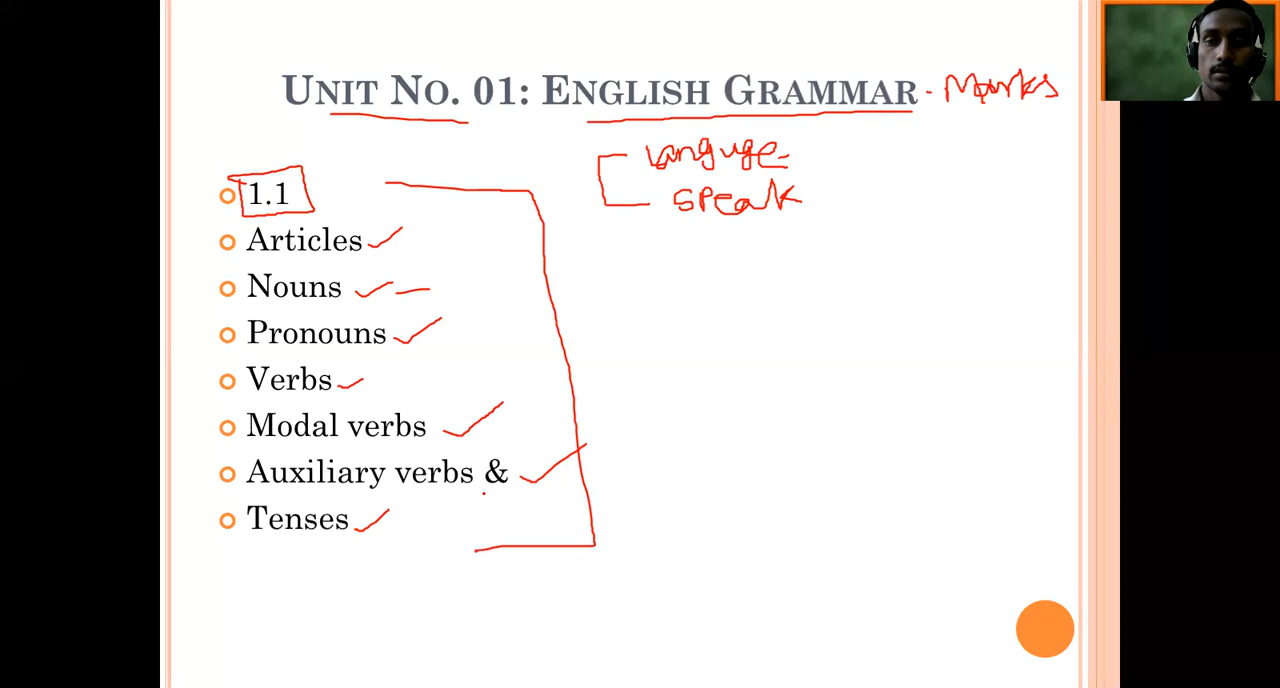 UNIT NO. 01: ENGLISH GRAMMAR - Marks
Languge
speak
1.1
Articles
Nouns
Pronouns
Verbs
Modal verbs
Auxiliary verbs &
Tenses